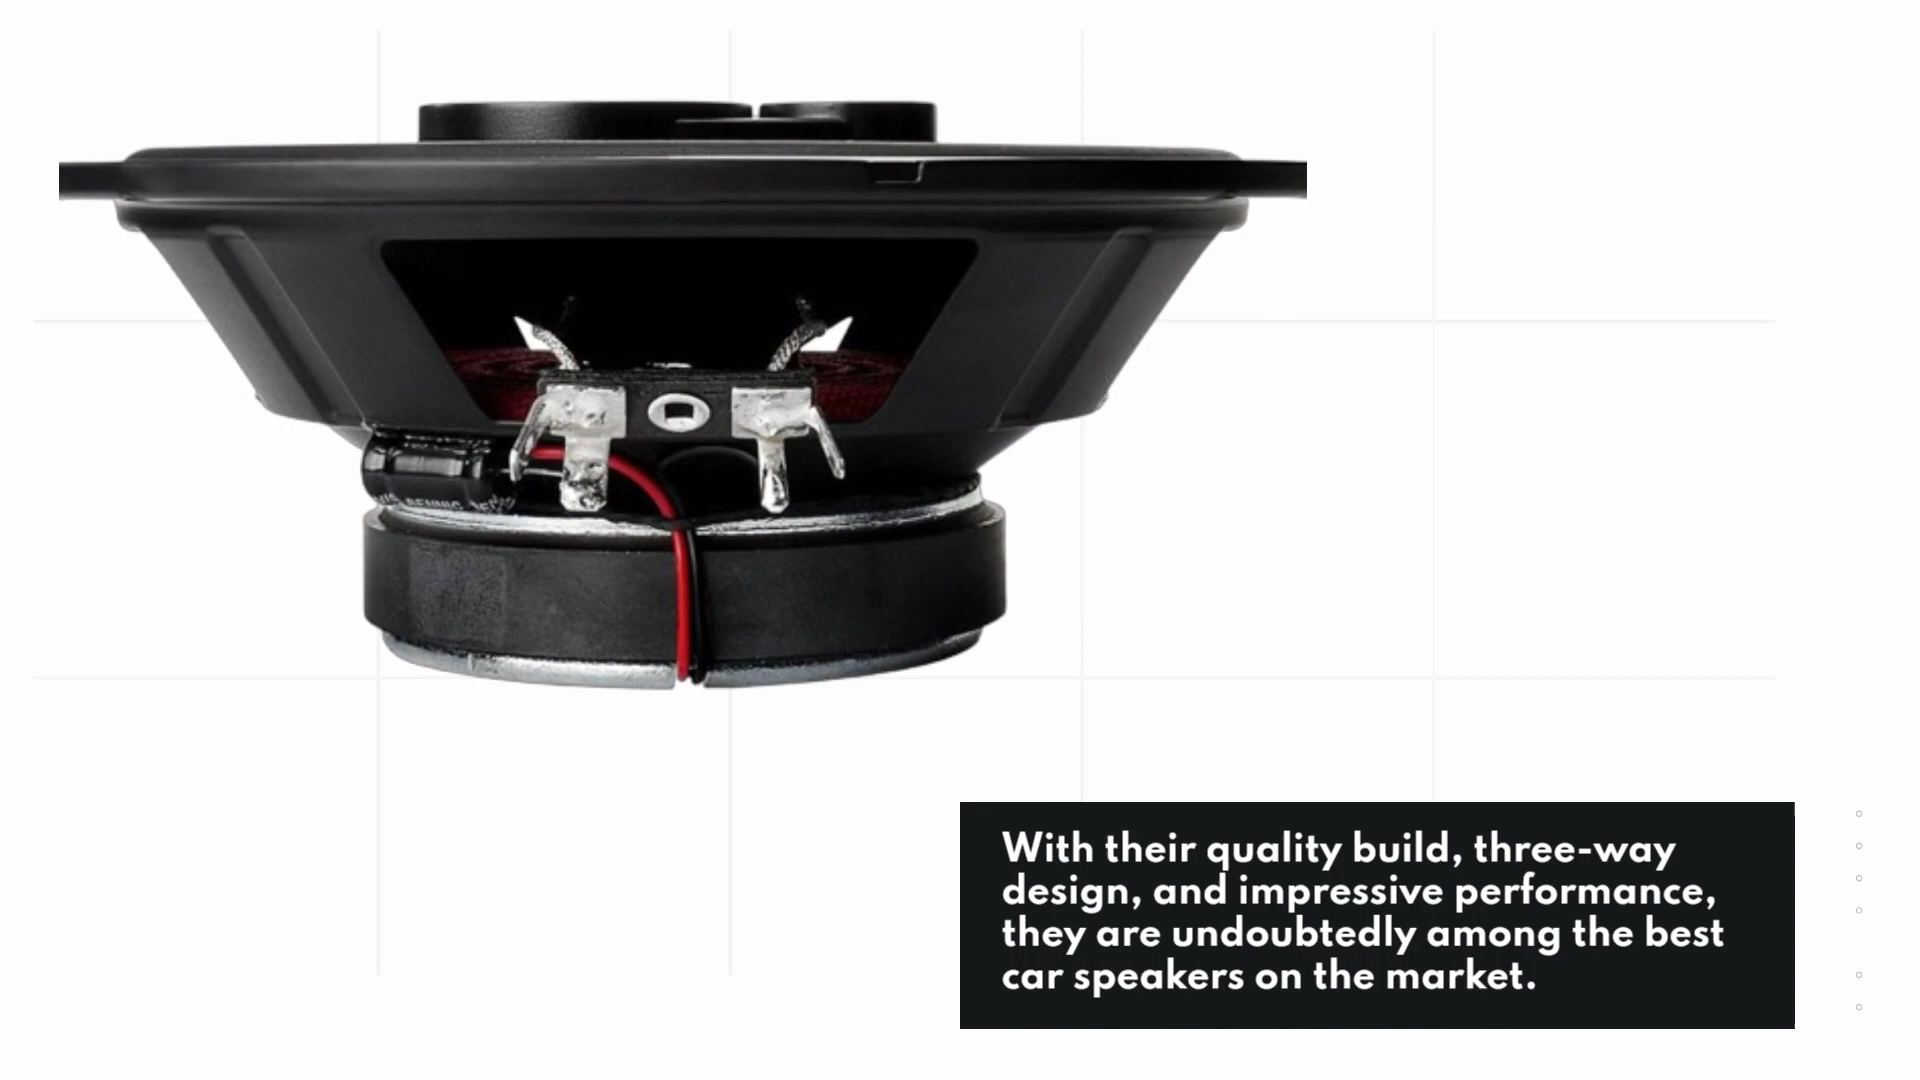 With their quality build, three-way
design, and impressive performance,
they are undoubtedly among the best
car speakers on the market.